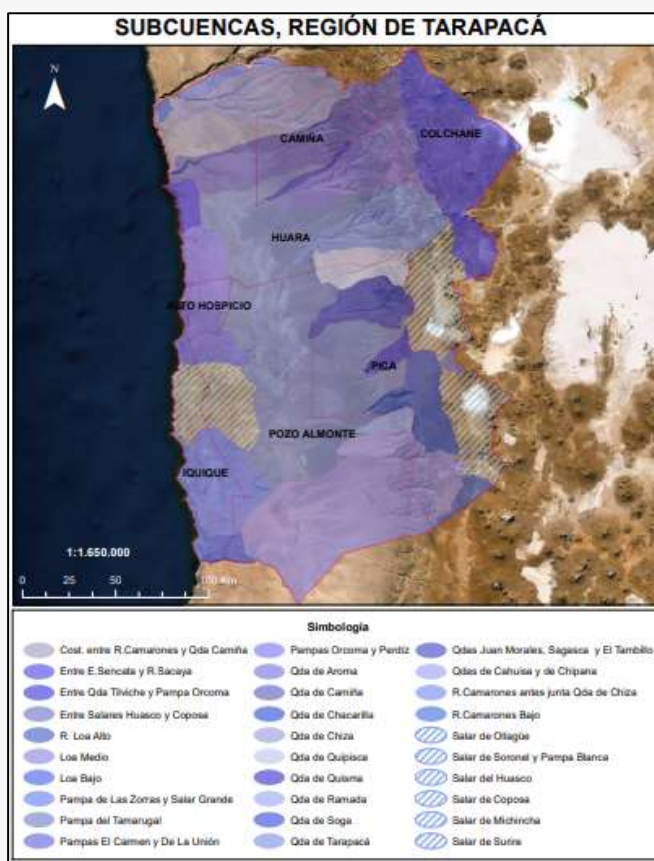 SUBCUENCAS, REGIÓN DE TARAPACÁ
N
CAMIÑA
COLCHANE
HUARA
ALTO HOSPICIO
PICA
POZO ALMONTE
IQUIQUE
1:1.650.000
0 25 50 100 Km
Simbología
Cost. entre R.Camarones y Qda Camiña
Entre E.Sencata y R.Sacaya
Entre Qda Tilviche y Pampa Orcoma
Entre Salares Huasco y Coposa
R. Loa Alto
Loa Medio
Loa Bajo
Pampa de Las Zorras y Salar Grande
Pampa del Tamarugal
Pampas El Carmen y De La Unión
Pampas Orcoma y Perdiz
Qda de Aroma
Qda de Camiña
Qda de Chacarilla
Qda de Chiza
Qda de Quipisca
Qda de Quisma
Qda de Ramada
Qda de Soga
Qda de Tarapacá
Qdas Juan Morales, Sagasca y El Tambillo
Qdas de Cahuisa y de Chipana
R.Camarones antes junta Qda de Chiza
R.Camarones Bajo
Salar de Ollagüe
Salar de Soronel y Pampa Blanca
Salar del Huasco
Salar de Coposa
Salar de Michincha
Salar de Surire